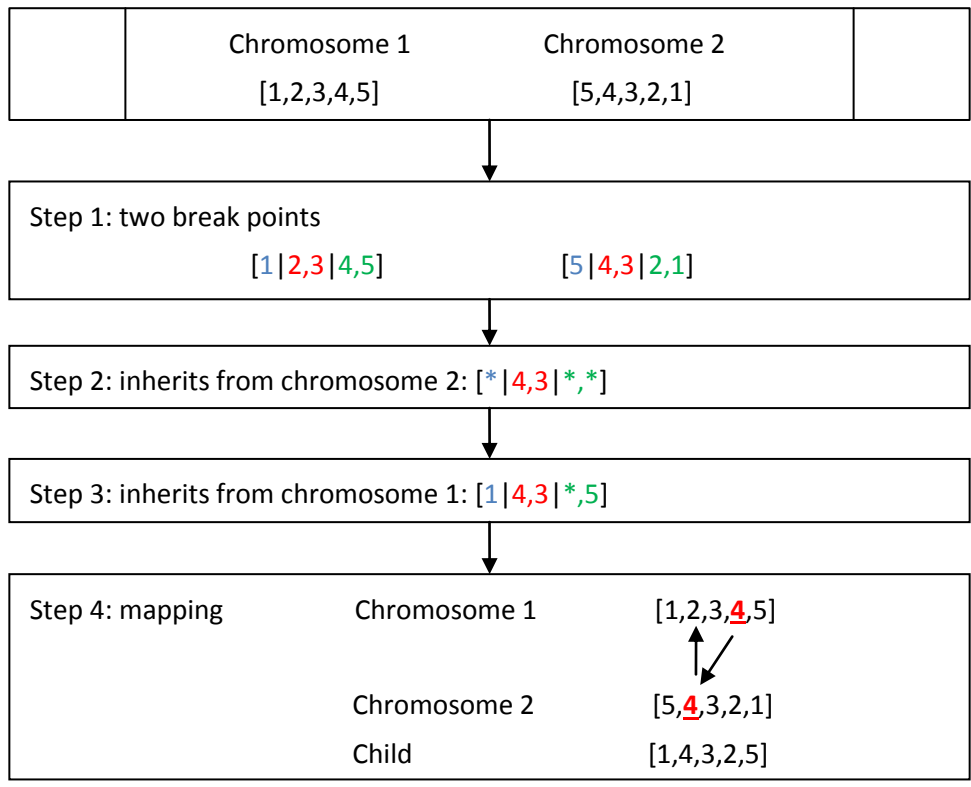 Chromosome 1 Chromosome 2
[1,2,3,4,5] [5,4,3,2,1]
Step 1: two break points
[1|2,3|4,5] [5|4,3|2,1]
Step 2: inherits from chromosome 2: [*|4,3|*,*]
Step 3: inherits from chromosome 1: [1|4,3|*,5]
Step 4: mapping Chromosome 1 [1,2,3,4,5]
Chromosome 2 [5,4,3,2,1]
Child [1,4,3,2,5]